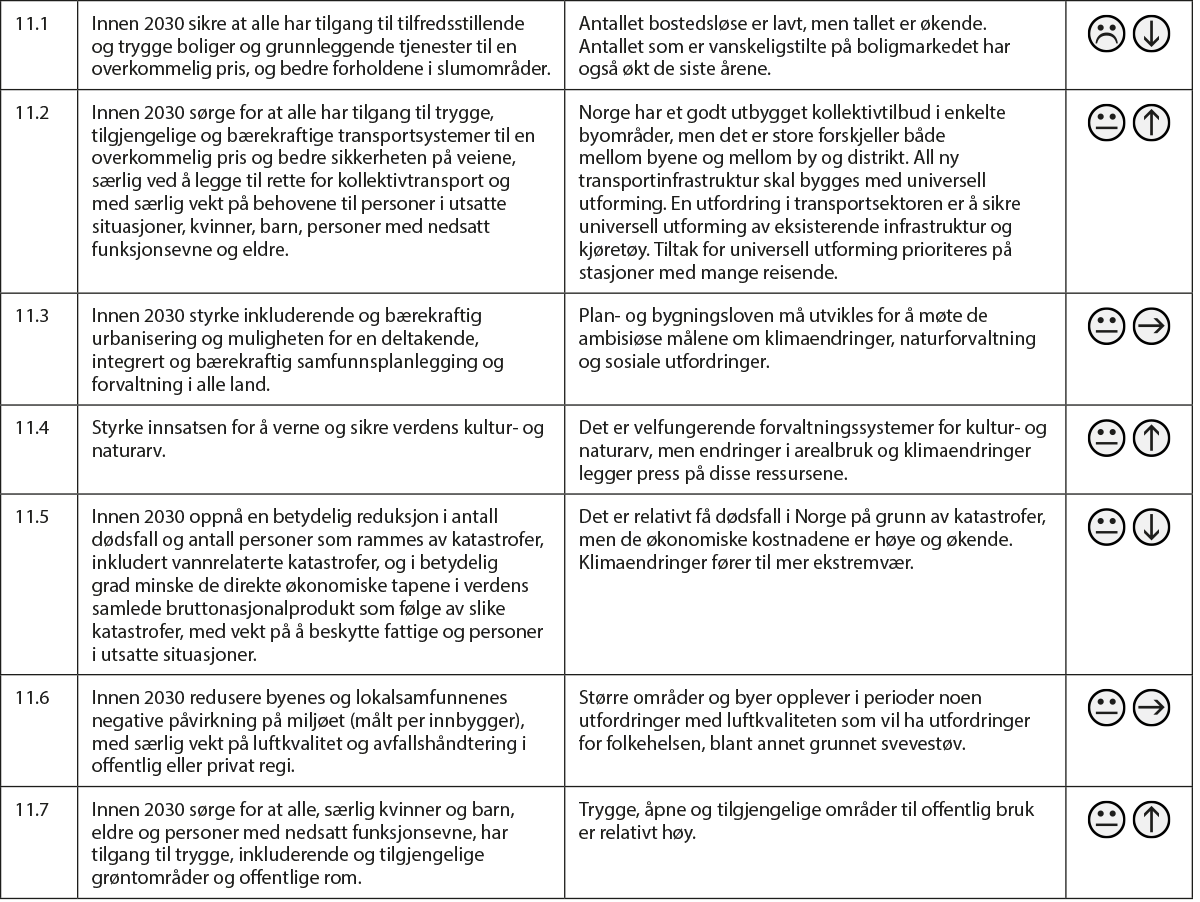 11.1
Innen 2030 sikre at alle har tilgang til tilfredsstillende
og trygge boliger og grunnleggende tjenester til en
overkommelig pris, og bedre forholdene i slumområder.
Antallet bostedsløse er lavt, men tallet er økende.
Antallet som er vanskeligstilte på boligmarkedet har
også økt de siste årene.
11.2
Innen 2030 sørge for at alle har tilgang til trygge,
tilgjengelige og bærekraftige transportsystemer til en
overkommelig pris og bedre sikkerheten på veiene,
særlig ved å legge til rette for kollektivtransport og
med særlig vekt på behovene til personer i utsatte
situasjoner, kvinner, barn, personer med nedsatt
funksjonsevne og eldre.
Norge har et godt utbygget kollektivtilbud i enkelte
byområder, men det er store forskjeller både
mellom byene og mellom by og distrikt. All ny
transportinfrastruktur skal bygges med universell
utforming. En utfordring i transportsektoren er å sikre
universell utforming av eksisterende infrastruktur og
kjøretøy. Tiltak for universell utforming prioriteres på
stasjoner med mange reisende.
11.3
Innen 2030 styrke inkluderende og bærekraftig
urbanisering og muligheten for en deltakende,
integrert og bærekraftig samfunnsplanlegging og
forvaltning i alle land.
Plan- og bygningsloven må utvikles for å møte de
ambisiøse målene om klimaendringer, naturforvaltning
og sosiale utfordringer.
11.4
Styrke innsatsen for å verne og sikre verdens kultur- og
naturarv.
Det er velfungerende forvaltningssystemer for kultur- og
naturarv, men endringer i arealbruk og klimaendringer
legger press på disse ressursene.
11.5
Innen 2030 oppnå en betydelig reduksjon i antall
dødsfall og antall personer som rammes av katastrofer,
inkludert vannrelaterte katastrofer, og i betydelig
grad minske de direkte økonomiske tapene i verdens
samlede bruttonasjonalprodukt som følge av slike
katastrofer, med vekt på å beskytte fattige og personer
i utsatte situasjoner.
Det er relativt få dødsfall i Norge på grunn av katastrofer,
men de økonomiske kostnadene er høye og økende.
Klimaendringer fører til mer ekstremvær.
11.6
Innen 2030 redusere byenes og lokalsamfunnenes
negative påvirkning på miljøet (målt per innbygger),
med særlig vekt på luftkvalitet og avfallshåndtering i
offentlig eller privat regi.
Større områder og byer opplever i perioder noen
utfordringer med luftkvaliteten som vil ha utfordringer
for folkehelsen, blant annet grunnet svevestøv.
11.7
Innen 2030 sørge for at alle, særlig kvinner og barn,
eldre og personer med nedsatt funksjonsevne, har
tilgang til trygge, inkluderende og tilgjengelige
grøntområder og offentlige rom.
Trygge, åpne og tilgjengelige områder til offentlig bruk
er relativt høy.